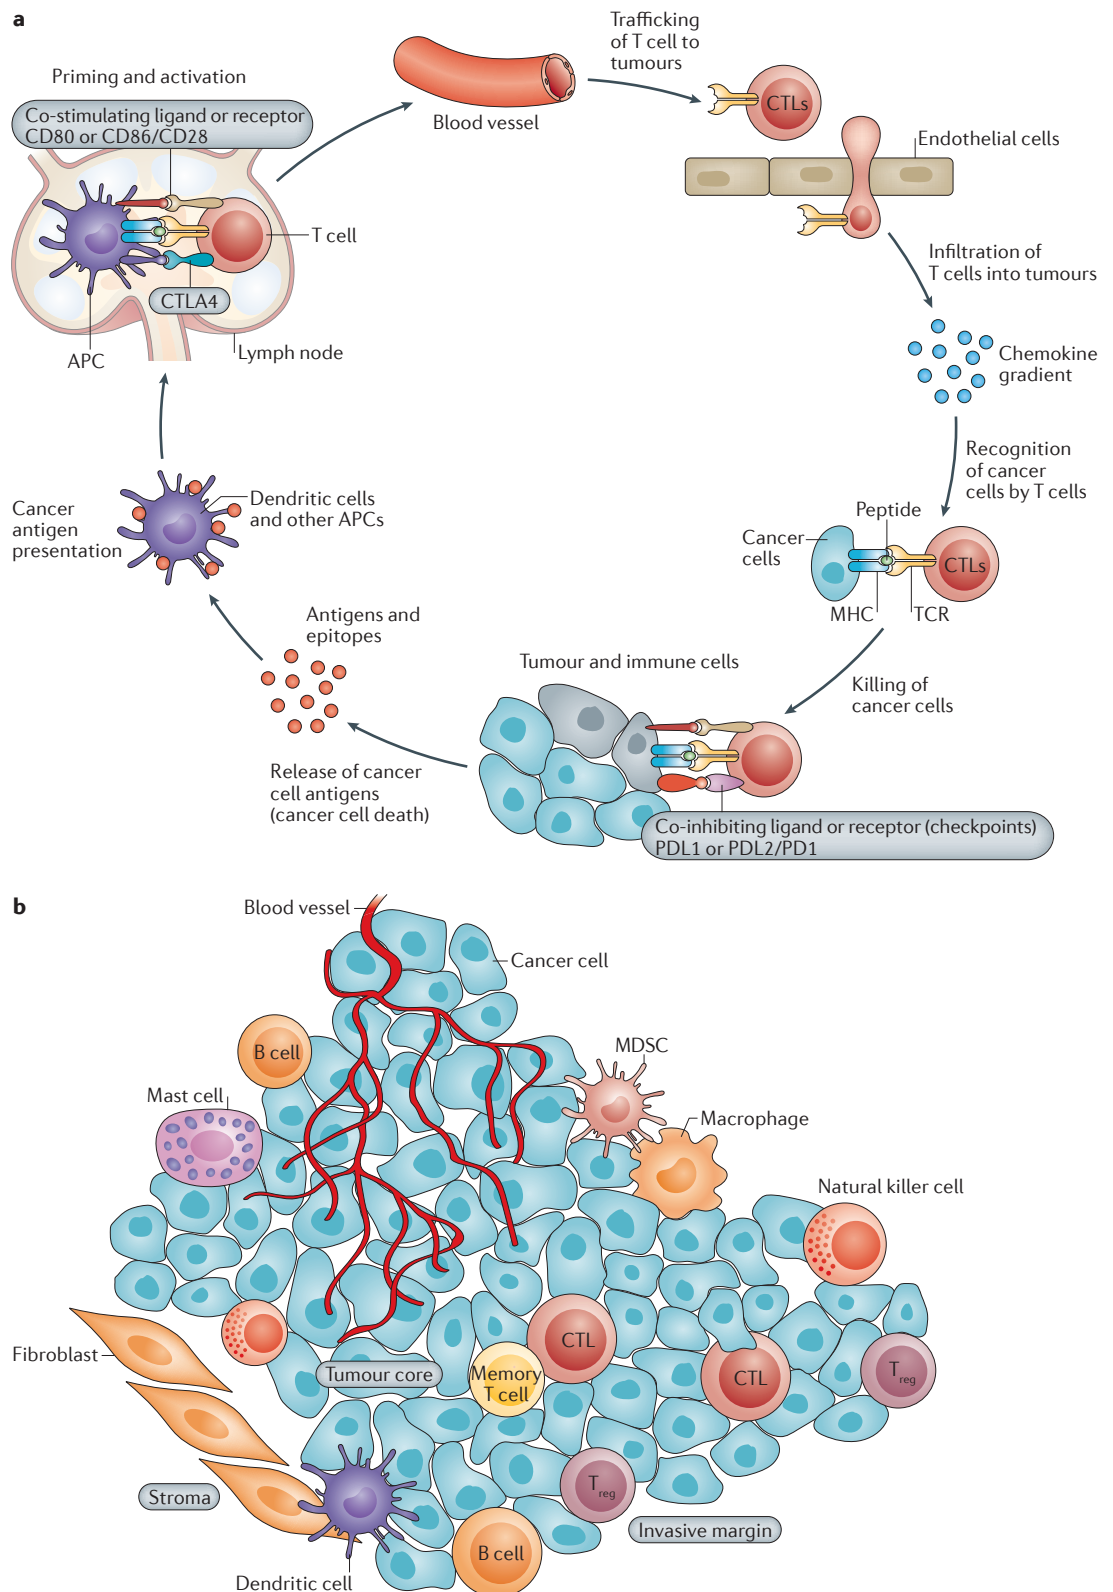 a
Priming and activation
Co-stimulating ligand or receptor
CD80 or CD86/CD28
T cell
CTLA4
APC
Lymph node
Blood vessel
Trafficking
of T cell to
tumours
CTLs
Endothelial cells
Infiltration of
T cells into tumours
Chemokine
gradient
Recognition
of cancer
cells by T cells
Peptide
Cancer
cells
CTLs
MHC
TCR
Killing of
cancer cells
Tumour and immune cells
Co-inhibiting ligand or receptor (checkpoints)
PDL1 or PDL2/PD1
Release of cancer
cell antigens
(cancer cell death)
Antigens and
epitopes
Dendritic cells
and other APCs
Cancer
antigen
presentation
b
Blood vessel
Cancer cell
B cell
MDSC
Mast cell
Macrophage
Natural killer cell
Fibroblast
Tumour core
CTL
Memory
T cell
CTL
Treg
Stroma
Treg
Invasive margin
B cell
Dendritic cell